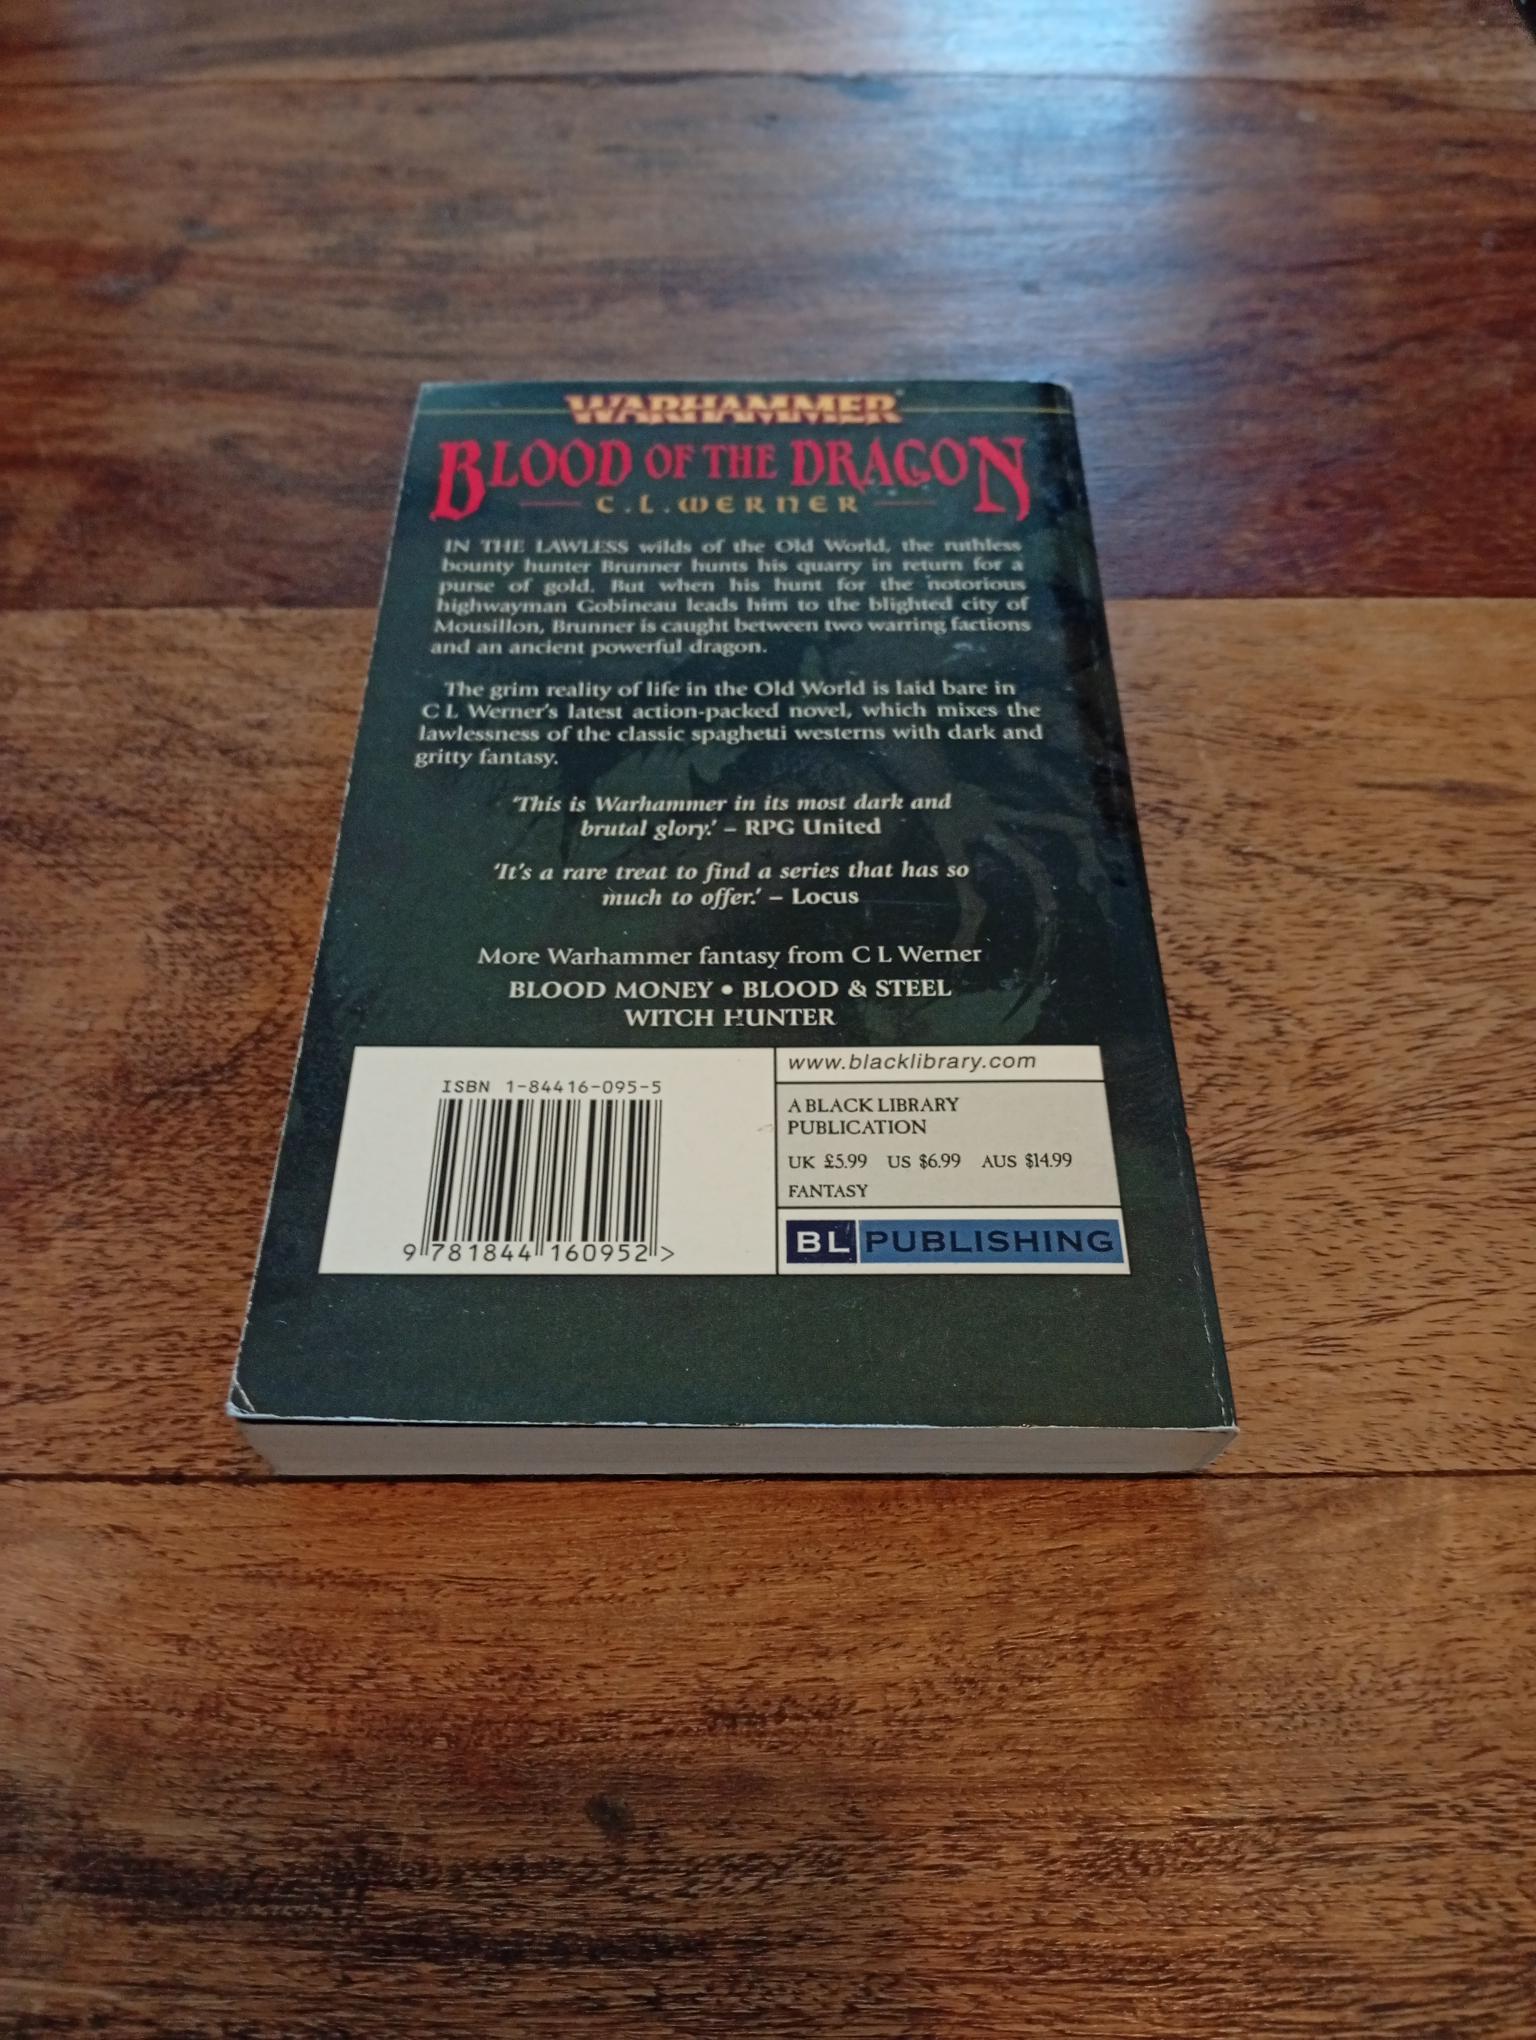 WARHAMMER
BLOOD OF THE DRAGON
C.L.WERNER
IN THE LAWLESS wilds of the Old World, the ruthless
bounty hunter Brunner hunts his quarry in return for a
purse of gold. But when his hunt for the notorious
highwayman Gobineau leads him to the blighted city of
Mousillon, Brunner is caught between two warring factions
and an ancient powerful dragon.
The grim reality of life in the Old World is laid bare in
C L Werner's latest action-packed novel, which mixes the
lawlessness of the classic spaghetti westerns with dark and
gritty fantasy.
'This is Warhammer in its most dark and
brutal glory.' – RPG United
'It's a rare treat to find a series that has so
much to offer.' – Locus
More Warhammer fantasy from C L Werner
BLOOD MONEY • BLOOD & STEEL
WITCH HUNTER
ISBN 1-84416-095-5
9 781844 160952 >
www.blacklibrary.com
A BLACK LIBRARY
PUBLICATION
UK £5.99 US $6.99 AUS $14.99
FANTASY
BL PUBLISHING